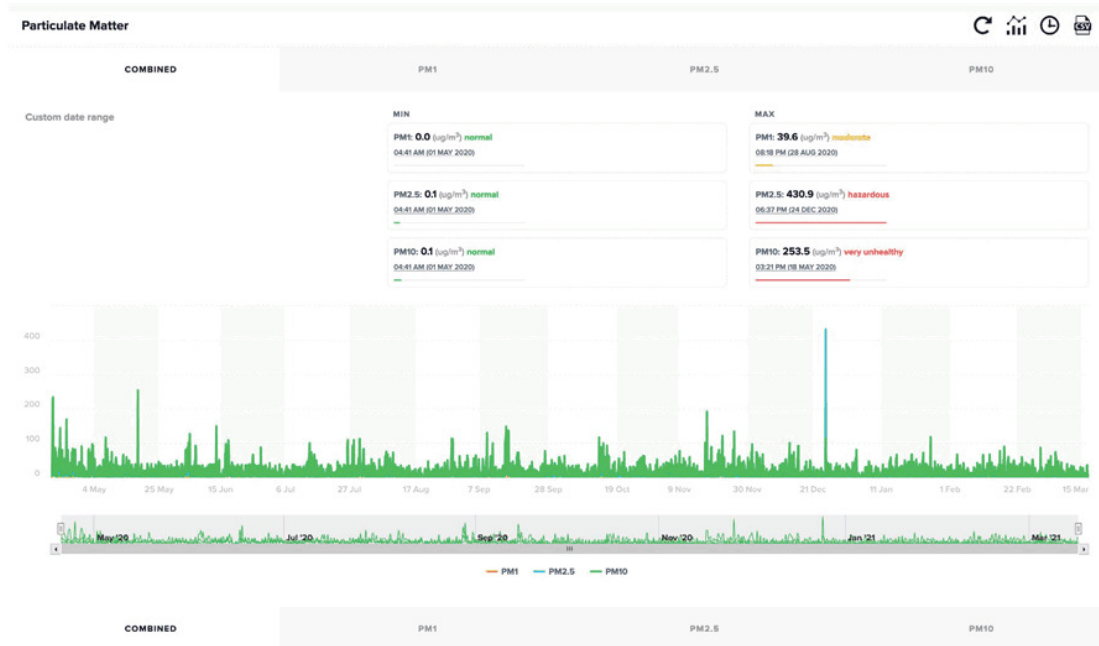 Particulate Matter
CSV
COMBINED PM1 PM2.5 PM10
Custom date range
MIN
PM1: 0.0 (ug/m³) normal
04:41 AM (01 MAY 2020)
PM2.5: 0.1 (ug/m³) normal
04:41 AM (01 MAY 2020)
PM10: 0.1 (ug/m³) normal
04:41 AM (01 MAY 2020)
MAX
PM1: 39.6 (ug/m³) moderate
08:18 PM (28 AUG 2020)
PM2.5: 430.9 (ug/m³) hazardous
06:37 PM (24 DEC 2020)
PM10: 253.5 (ug/m³) very unhealthy
03:21 PM (18 MAY 2020)
400
300
200
100
0
4 May 25 May 15 Jun 6 Jul 27 Jul 17 Aug 7 Sep 28 Sep 19 Oct 9 Nov 30 Nov 21 Dec 11 Jan 1 Feb 22 Feb 15 Mar
May '20 Jul '20 Sep '20 Nov '20 Jan '21 Mar '21
PM1 PM2.5 PM10
COMBINED PM1 PM2.5 PM10